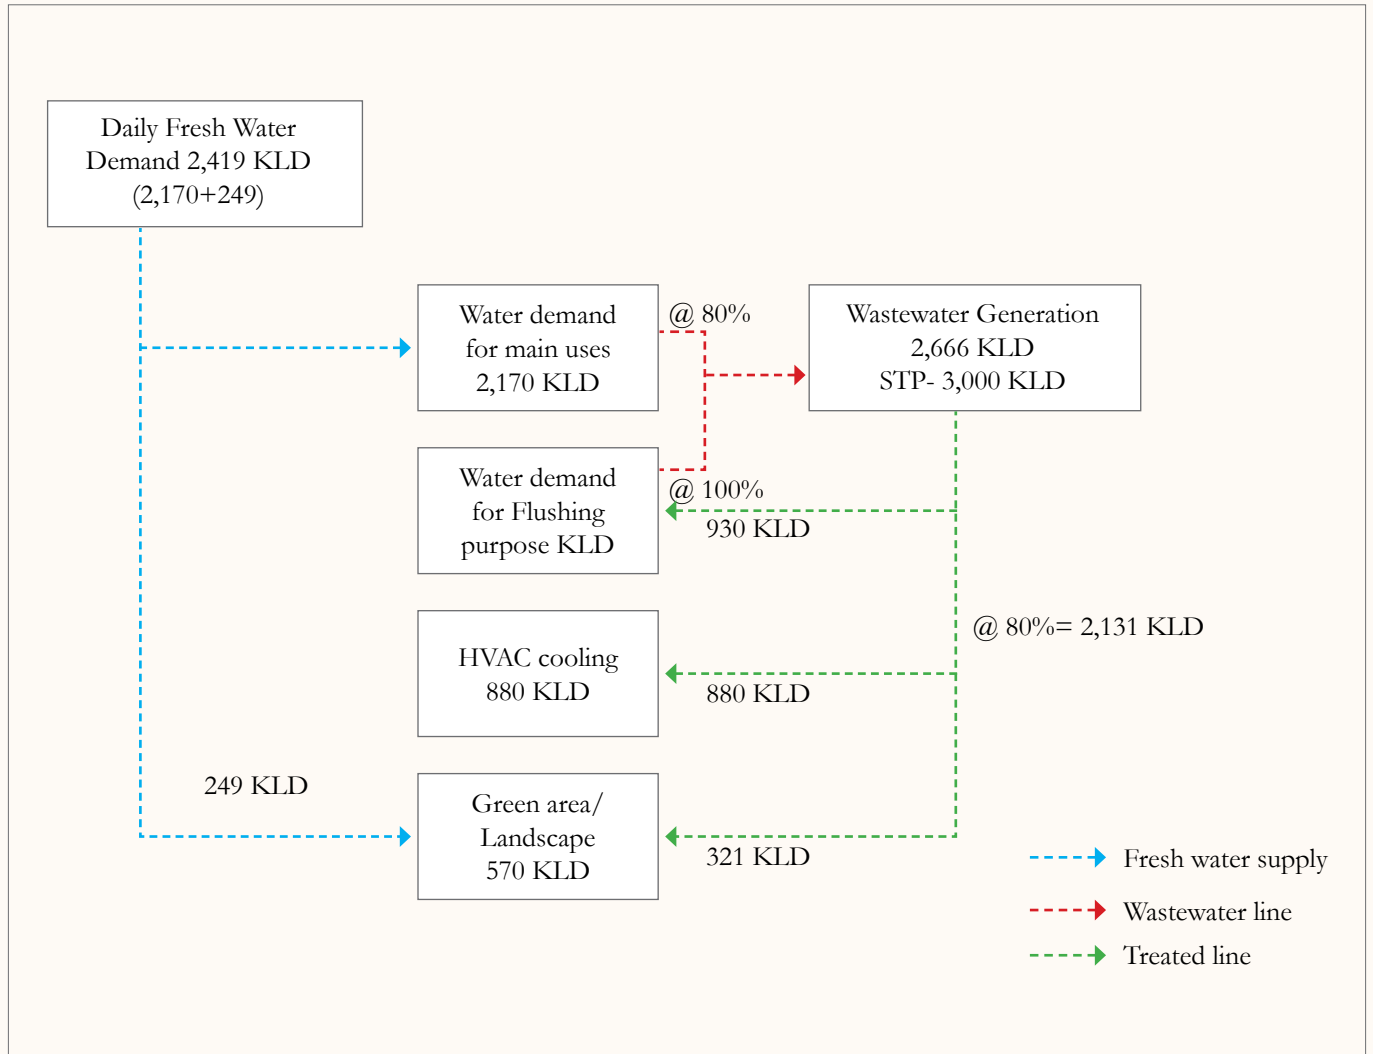 Daily Fresh Water
Demand 2,419 KLD
(2,170+249)
Water demand
for main uses
2,170 KLD
@ 80%
Wastewater Generation
2,666 KLD
STP- 3,000 KLD
Water demand
for Flushing
purpose KLD
@ 100%
930 KLD
@ 80%= 2,131 KLD
HVAC cooling
880 KLD
880 KLD
249 KLD
Green area/
Landscape
570 KLD
321 KLD
Fresh water supply
Wastewater line
Treated line